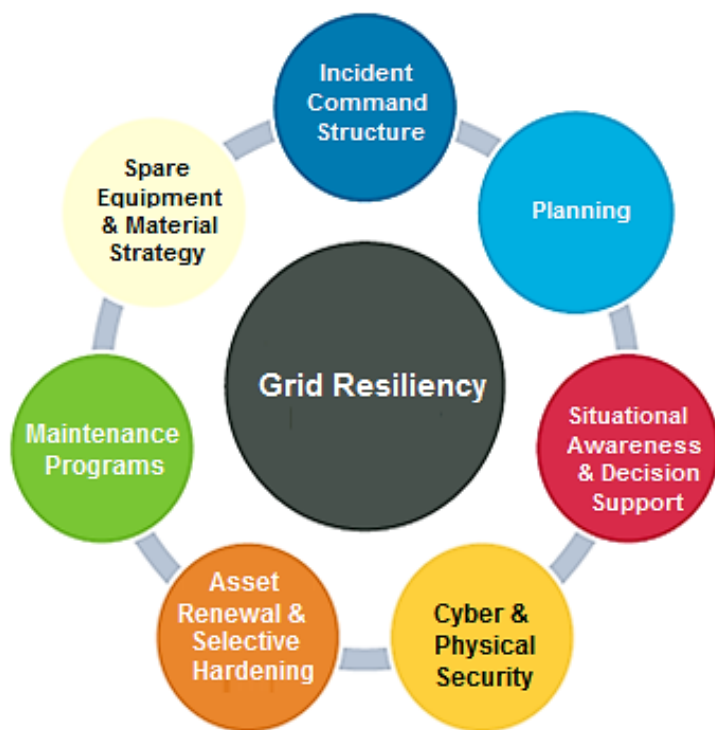 Incident
Command
Structure
Planning
Situational
Awareness
& Decision
Support
Cyber &
Physical
Security
Asset
Renewal &
Selective
Hardening
Maintenance
Programs
Spare
Equipment
& Material
Strategy
Grid Resiliency